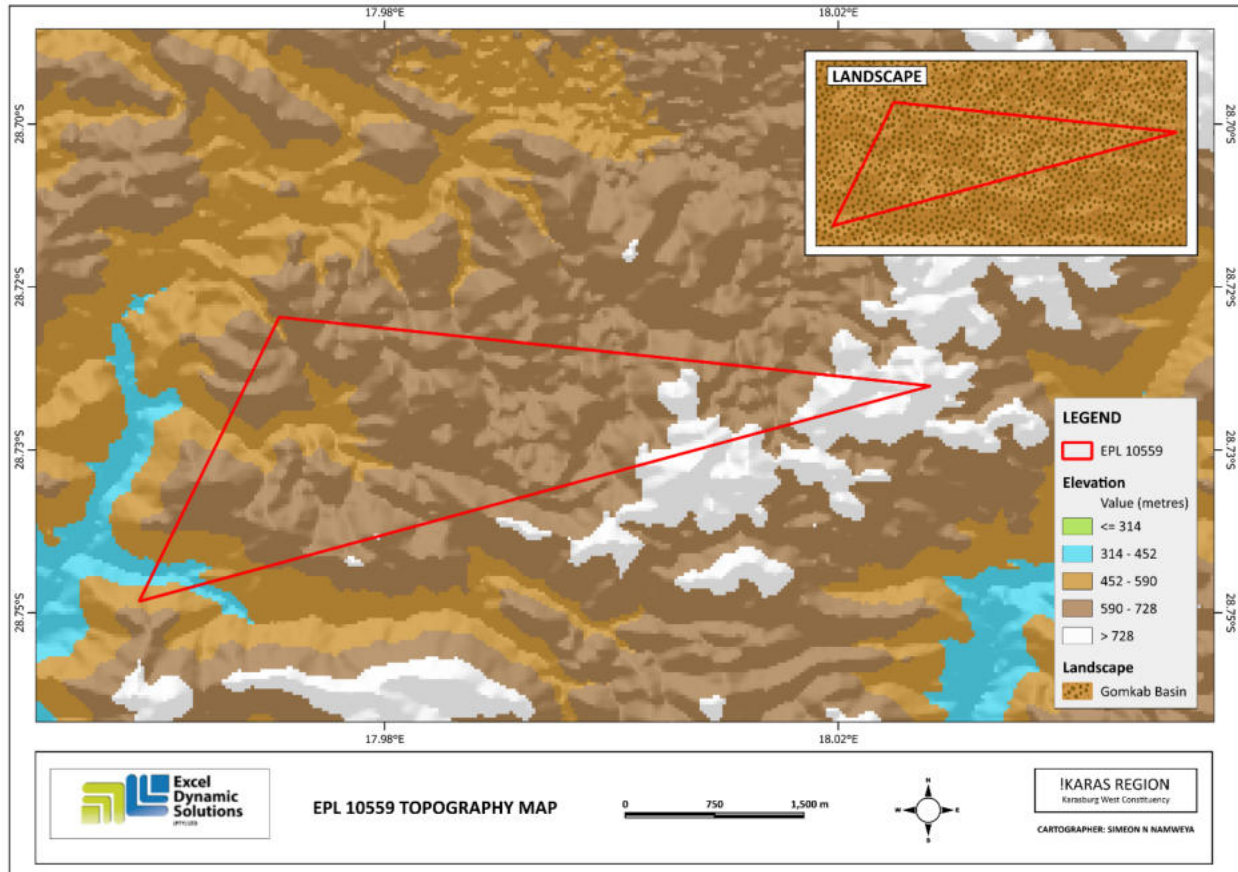 17.98°E
18.02°E
28.70°S
28.70°S
LANDSCAPE
28.72°S
28.72°S
28.73°S
28.73°S
28.75°S
28.75°S
LEGEND
EPL 10559
Elevation
Value (metres)
<= 314
314 - 452
452 - 590
590 - 728
> 728
Landscape
Gomkab Basin
17.98°E
18.02°E
Excel
Dynamic
Solutions
(PTY) LTD
EPL 10559 TOPOGRAPHY MAP
0 750 1,500 m
N
W E
S
!KARAS REGION
Karasburg West Constituency
CARTOGRAPHER: SIMEON N NAMWEYA